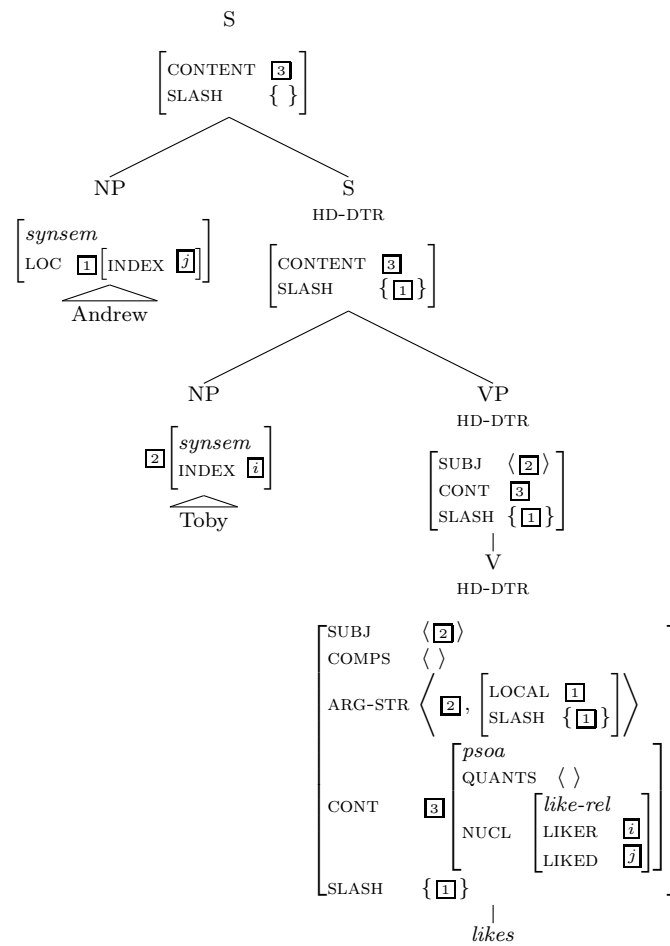 S
CONTENT 3
SLASH { }
NP S
HD-DTR
synsem
LOC 1 [INDEX j]
CONTENT 3
SLASH { 1 }
Andrew
NP VP
HD-DTR
2 synsem
INDEX i
SUBJ ⟨ 2 ⟩
CONT 3
SLASH { 1 }
Toby
V
HD-DTR
SUBJ ⟨ 2 ⟩
COMPS ⟨ ⟩
ARG-STR ⟨ 2 , [LOCAL 1
SLASH { 1 }] ⟩
psoa
QUANTS ⟨ ⟩
CONT 3
like-rel
NUCL LIKER i
LIKED j
SLASH { 1 }
likes